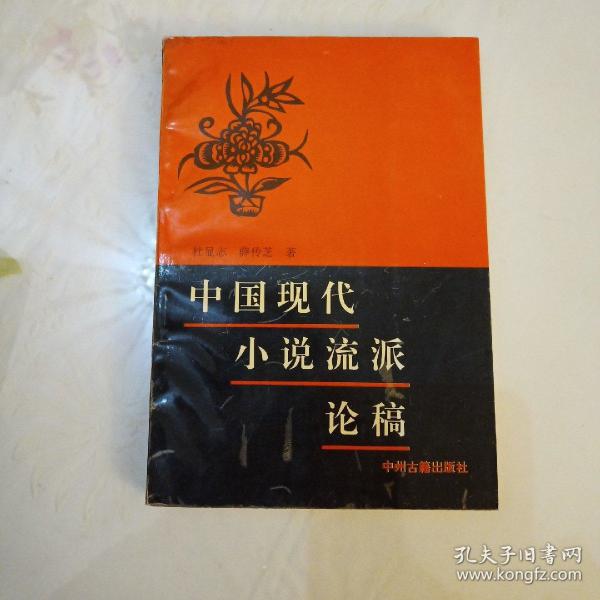 杜显志 薛传芝 著
中国现代
小说流派
论稿
中州古籍出版社
孔夫子旧书网
www.kongfz.com